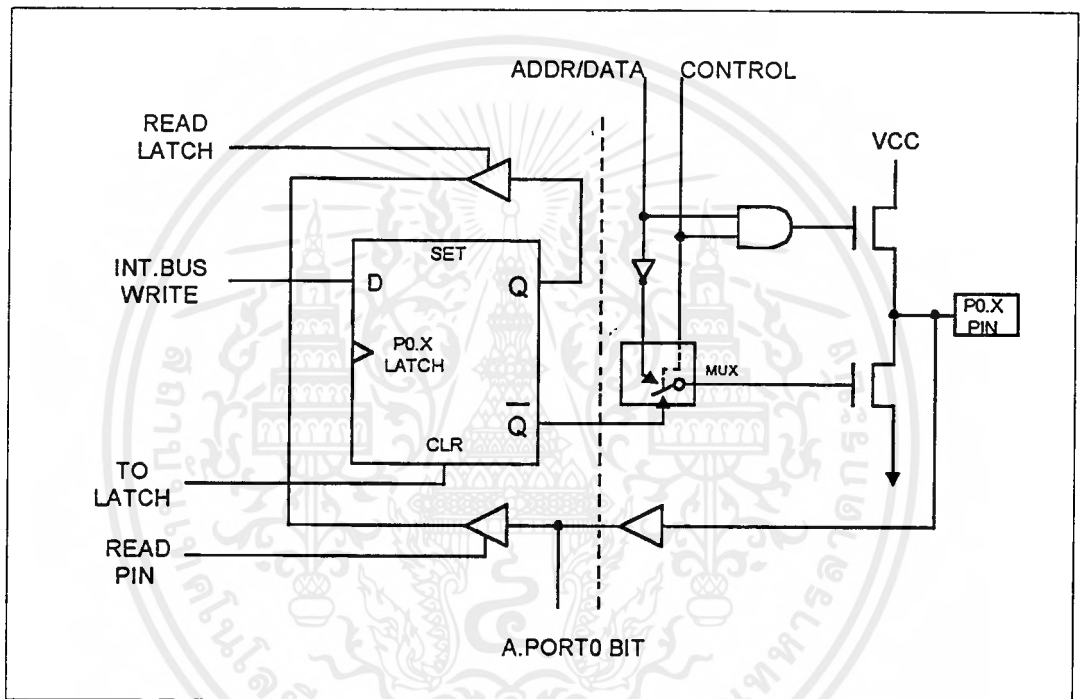 ADDR/DATA CONTROL
READ
LATCH
VCC
SET
INT.BUS
WRITE
D
Q
P0.X
LATCH
P0.X
PIN
MUX
Q
CLR
TO
LATCH
READ
PIN
A.PORT0 BIT